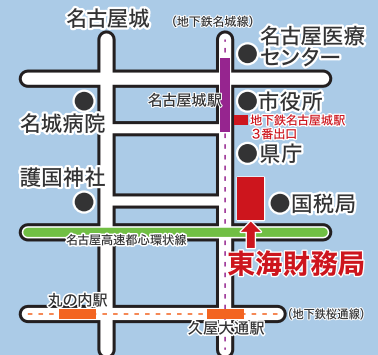 名古屋城
（地下鉄名城線）
名古屋医療
センター
名古屋城駅
市役所
名城病院
地下鉄名古屋城駅
3番出口
県庁
護国神社
国税局
名古屋高速都心環状線
東海財務局
丸の内駅
（地下鉄桜通線）
久屋大通駅